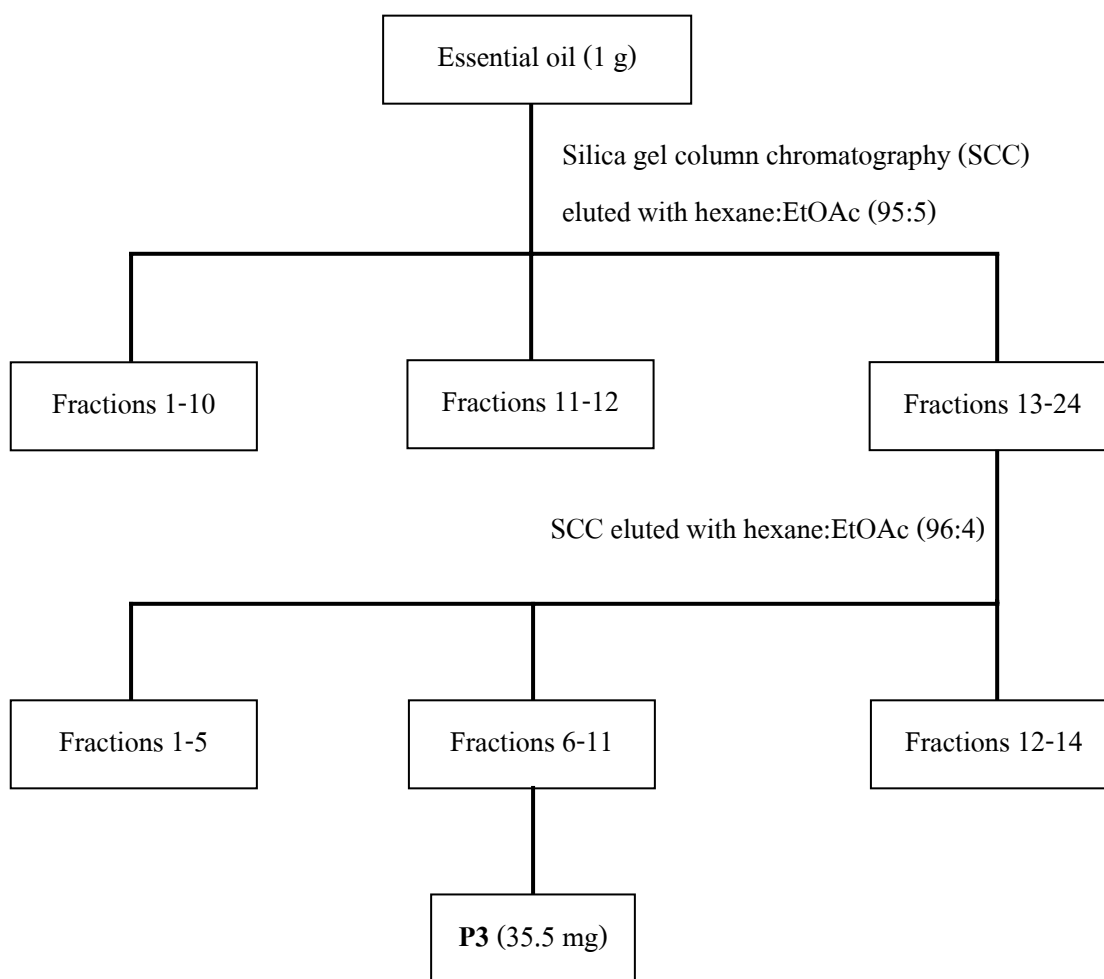 Essential oil (1 g)
Silica gel column chromatography (SCC)
eluted with hexane:EtOAc (95:5)
Fractions 1-10
Fractions 11-12
Fractions 13-24
SCC eluted with hexane:EtOAc (96:4)
Fractions 1-5
Fractions 6-11
Fractions 12-14
P3 (35.5 mg)